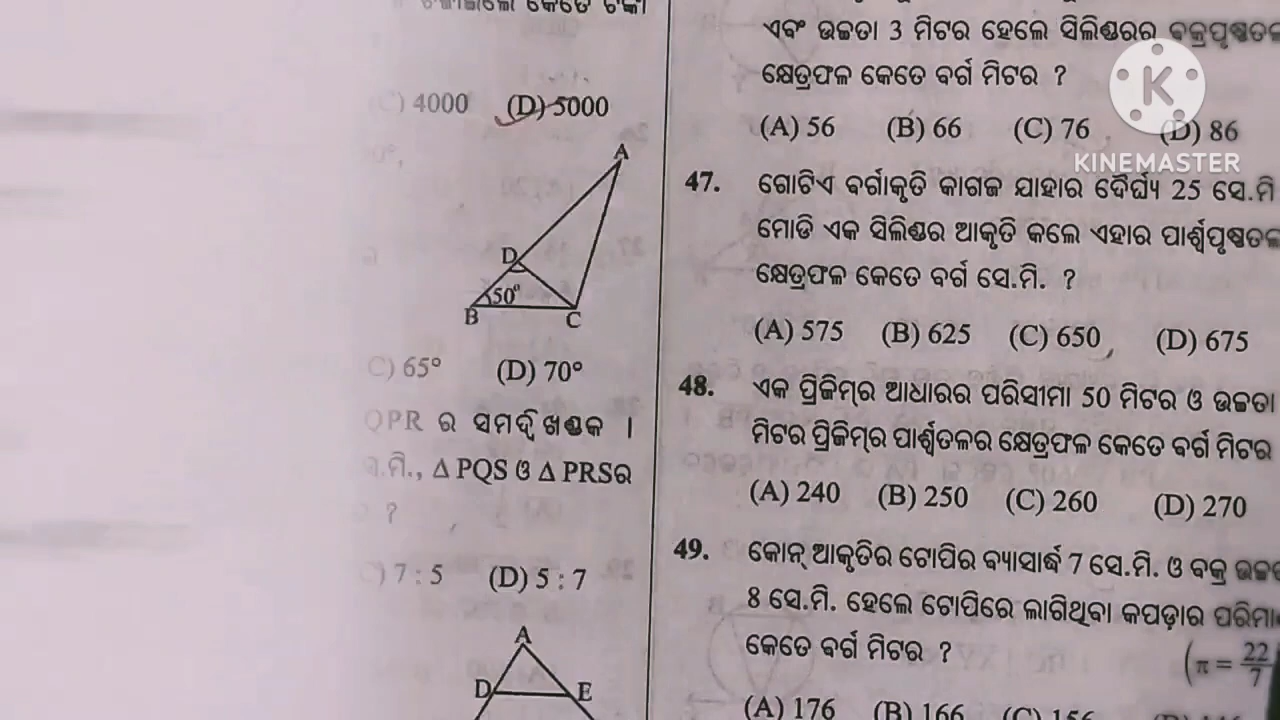 କେତେ ଟଙ୍କା
C) 4000 (D) 5000
A
D
50°
B
C
C) 65° (D) 70°
QPR ର ସମଦ୍ୱିଖଣ୍ଡକ ।
ସେ.ମି., Δ PQS ଓ Δ PRSର
?
C) 7 : 5 (D) 5 : 7
A
D E
ଏବଂ ଉଚ୍ଚତା 3 ମିଟର ହେଲେ ସିଲିଣ୍ଡରର ବକ୍ରପୃଷ୍ଠତଳ
କ୍ଷେତ୍ରଫଳ କେତେ ବର୍ଗ ମିଟର ?
(A) 56 (B) 66 (C) 76 (D) 86
47. ଗୋଟିଏ ବର୍ଗାକୃତି କାଗଜ ଯାହାର ଦୈର୍ଘ୍ୟ 25 ସେ.ମି
ମୋଡି ଏକ ସିଲିଣ୍ଡର ଆକୃତି କଲେ ଏହାର ପାର୍ଶ୍ୱପୃଷ୍ଠତଳ
କ୍ଷେତ୍ରଫଳ କେତେ ବର୍ଗ ସେ.ମି. ?
(A) 575 (B) 625 (C) 650 (D) 675
48. ଏକ ପ୍ରିଜିମ୍‌ର ଆଧାରର ପରିସୀମା 50 ମିଟର ଓ ଉଚ୍ଚତା
ମିଟର ପ୍ରିଜିମ୍‌ର ପାର୍ଶ୍ୱତଳର କ୍ଷେତ୍ରଫଳ କେତେ ବର୍ଗ ମିଟର
(A) 240 (B) 250 (C) 260 (D) 270
49. କୋନ୍ ଆକୃତିର ଟୋପିର ବ୍ୟାସାର୍ଦ୍ଧ 7 ସେ.ମି. ଓ ବକ୍ର
8 ସେ.ମି. ହେଲେ ଟୋପିରେ ଲାଗିଥିବା କପଡ଼ାର
କେତେ ବର୍ଗ ମିଟର ? (π = 22/7
(A) 176 (B) 166 (C) 156
K
KINEMASTER